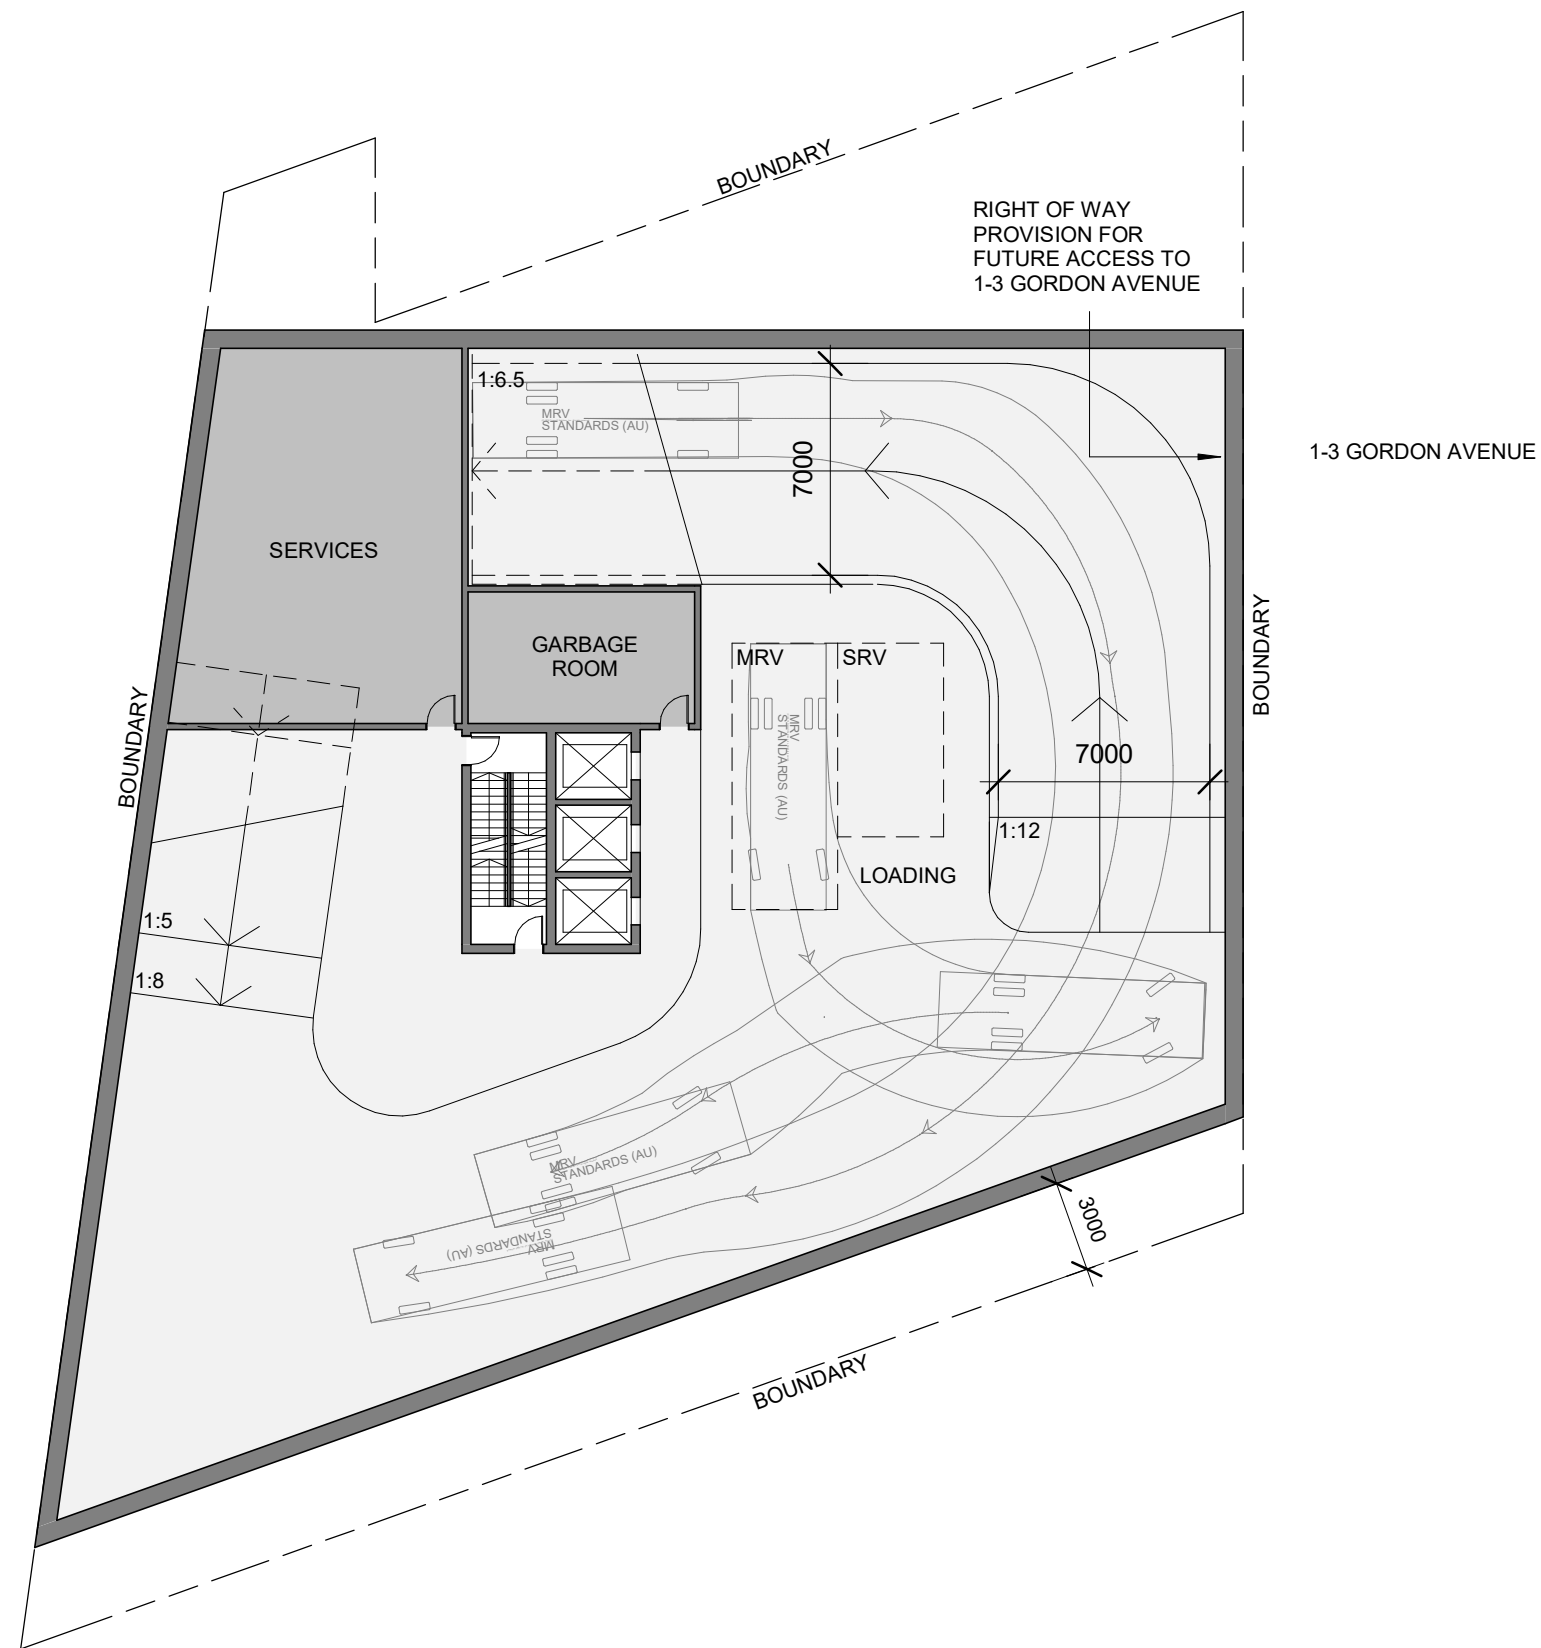 BOUNDARY
RIGHT OF WAY
PROVISION FOR
FUTURE ACCESS TO
1-3 GORDON AVENUE
1:6.5
MRV
STANDARDS (AU)
7000
1-3 GORDON AVENUE
SERVICES
GARBAGE
ROOM
MRV
SRV
BOUNDARY
BOUNDARY
MRV
STANDARDS (AU)
7000
1:12
LOADING
1:5
1:8
MRV
STANDARDS (AU)
MRV
STANDARDS (AU)
3000
BOUNDARY